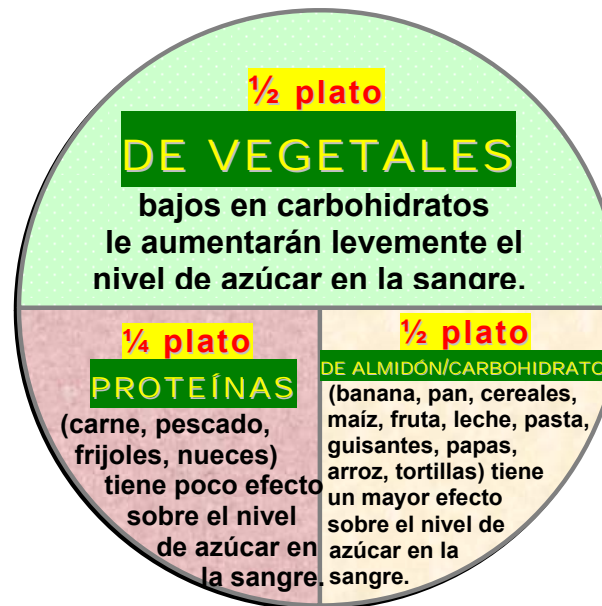 ½ plato
DE VEGETALES
bajos en carbohidratos
le aumentarán levemente el
nivel de azúcar en la sangre.
¼ plato
PROTEÍNAS
(carne, pescado,
frijoles, nueces)
tiene poco efecto
sobre el nivel
de azúcar en
la sangre.
½ plato
DE ALMIDÓN/CARBOHIDRATO
(banana, pan, cereales,
maíz, fruta, leche, pasta,
guisantes, papas,
arroz, tortillas) tiene
un mayor efecto
sobre el nivel de
azúcar en la
sangre.